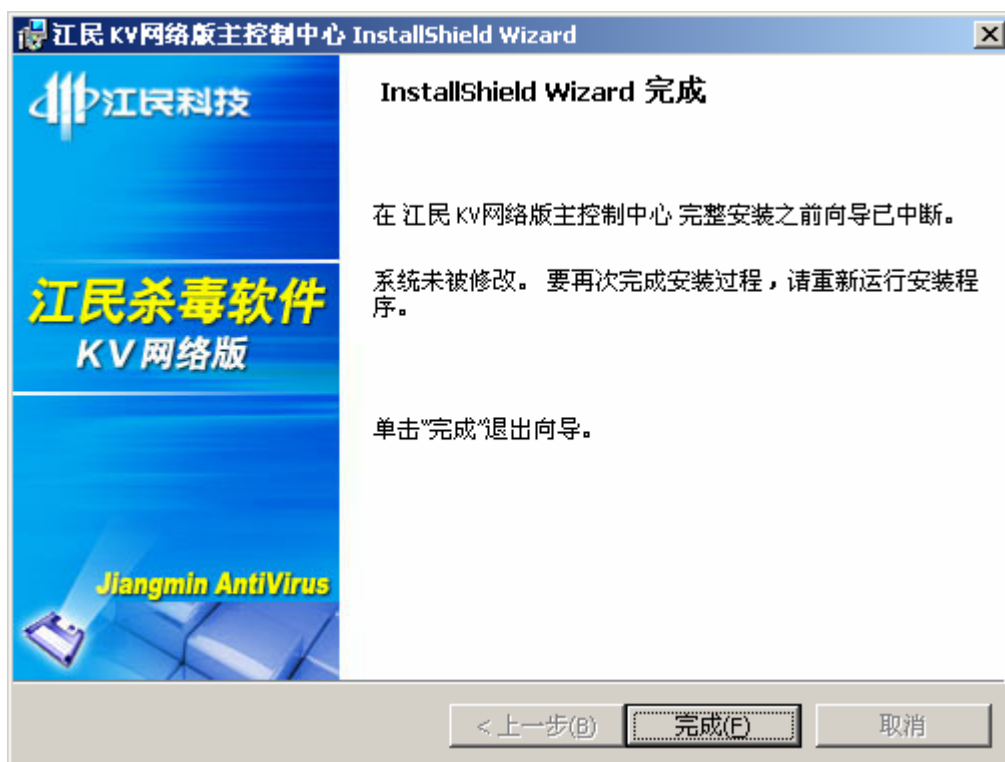 江民 KV网络版主控制中心 InstallShield Wizard
江民科技
InstallShield Wizard 完成
在 江民 KV网络版主控制中心 完整安装之前向导已中断。
系统未被修改。 要再次完成安装过程，请重新运行安装程
序。
江民杀毒软件
KV网络版
单击“完成”退出向导。
Jiangmin AntiVirus
< 上一步(B)
完成(F)
取消